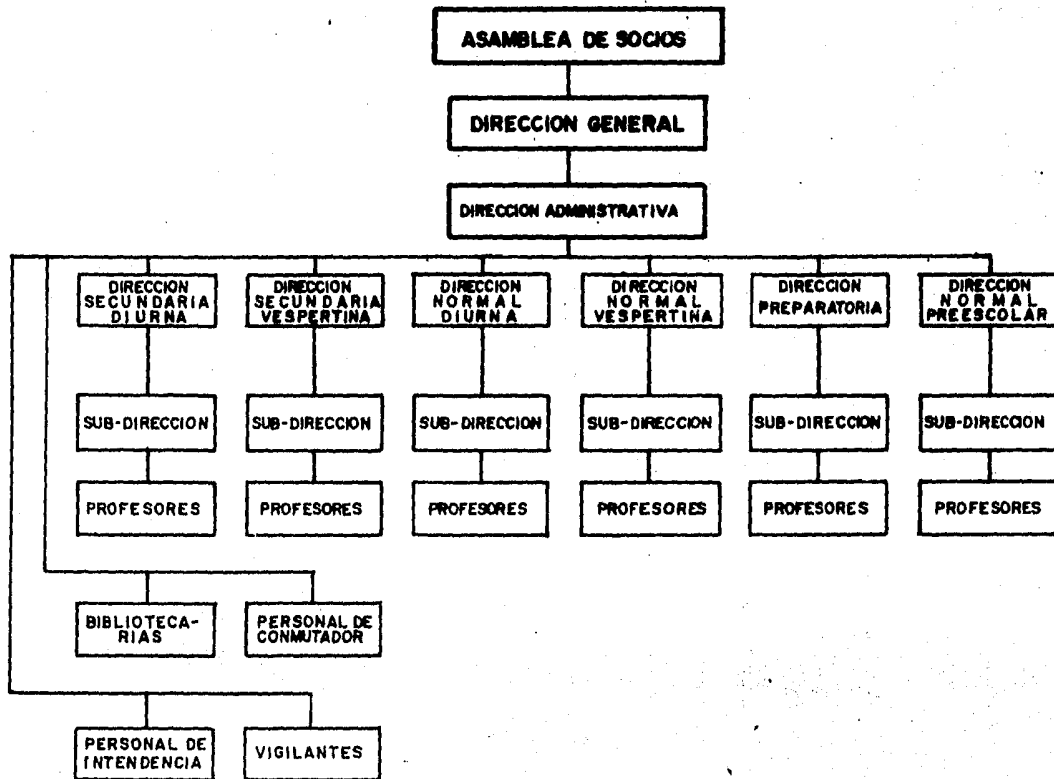 ASAMBLEA DE SOCIOS
DIRECCION GENERAL
DIRECCION ADMINISTRATIVA
DIRECCION
SECUNDARIA
DIURNA
DIRECCION
SECUNDARIA
VESPERTINA
DIRECCION
NORMAL
DIURNA
DIRECCION
NORMAL
VESPERTINA
DIRECCION
PREPARATORIA
DIRECCION
NORMAL
PREESCOLAR
SUB-DIRECCION
SUB-DIRECCION
SUB-DIRECCION
SUB-DIRECCION
SUB-DIRECCION
SUB-DIRECCION
PROFESORES
PROFESORES
PROFESORES
PROFESORES
PROFESORES
PROFESORES
BIBLIOTECA-
RIAS
PERSONAL DE
CONMUTADOR
PERSONAL DE
INTENDENCIA
VIGILANTES